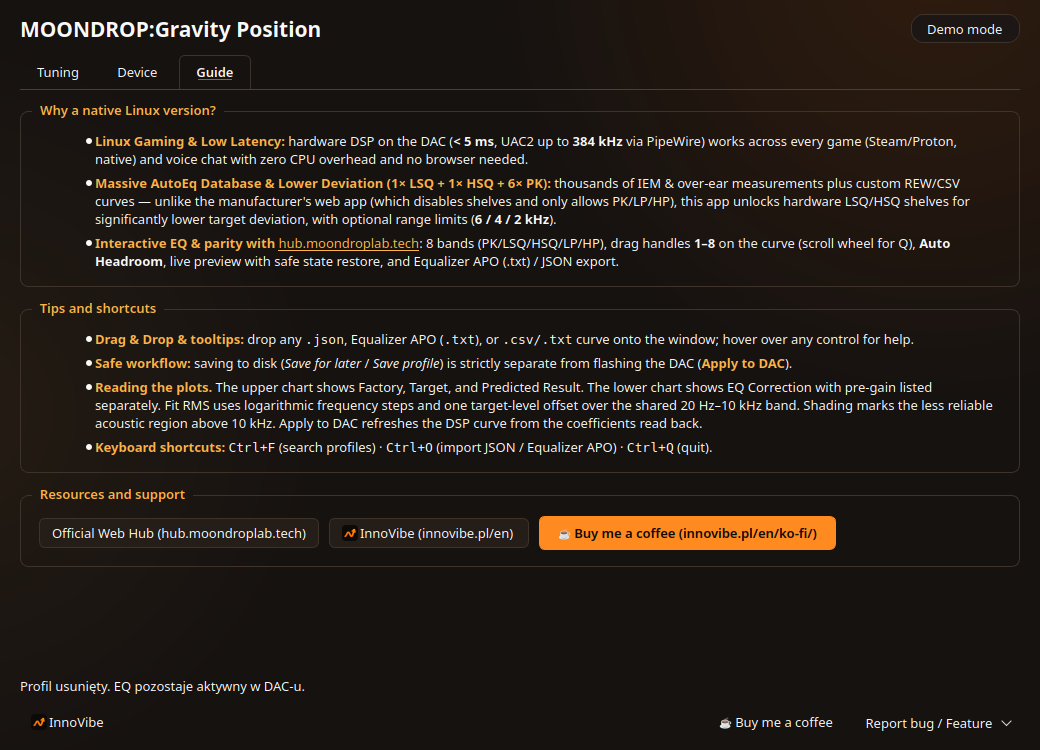 MOONDROP:Gravity Position
Demo mode
Tuning
Device
Guide
Why a native Linux version?
Linux Gaming & Low Latency: hardware DSP on the DAC (< 5 ms, UAC2 up to 384 kHz via PipeWire) works across every game (Steam/Proton,
native) and voice chat with zero CPU overhead and no browser needed.
Massive AutoEq Database & Lower Deviation (1× LSQ + 1× HSQ + 6× PK): thousands of IEM & over-ear measurements plus custom REW/CSV
curves — unlike the manufacturer's web app (which disables shelves and only allows PK/LP/HP), this app unlocks hardware LSQ/HSQ shelves for
significantly lower target deviation, with optional range limits (6 / 4 / 2 kHz).
Interactive EQ & parity with hub.moondroplab.tech: 8 bands (PK/LSQ/HSQ/LP/HP), drag handles 1–8 on the curve (scroll wheel for Q), Auto
Headroom, live preview with safe state restore, and Equalizer APO (.txt) / JSON export.
Tips and shortcuts
Drag & Drop & tooltips: drop any .json, Equalizer APO (.txt), or .csv/.txt curve onto the window; hover over any control for help.
Safe workflow: saving to disk (Save for later / Save profile) is strictly separate from flashing the DAC (Apply to DAC).
Reading the plots. The upper chart shows Factory, Target, and Predicted Result. The lower chart shows EQ Correction with pre-gain listed
separately. Fit RMS uses logarithmic frequency steps and one target-level offset over the shared 20 Hz–10 kHz band. Shading marks the less reliable
acoustic region above 10 kHz. Apply to DAC refreshes the DSP curve from the coefficients read back.
Keyboard shortcuts: Ctrl+F (search profiles) · Ctrl+O (import JSON / Equalizer APO) · Ctrl+Q (quit).
Resources and support
Official Web Hub (hub.moondroplab.tech)
InnoVibe (innovibe.pl/en)
Buy me a coffee (innovibe.pl/en/ko-fi/)
Profil usunięty. EQ pozostaje aktywny w DAC-u.
InnoVibe
Buy me a coffee
Report bug / Feature